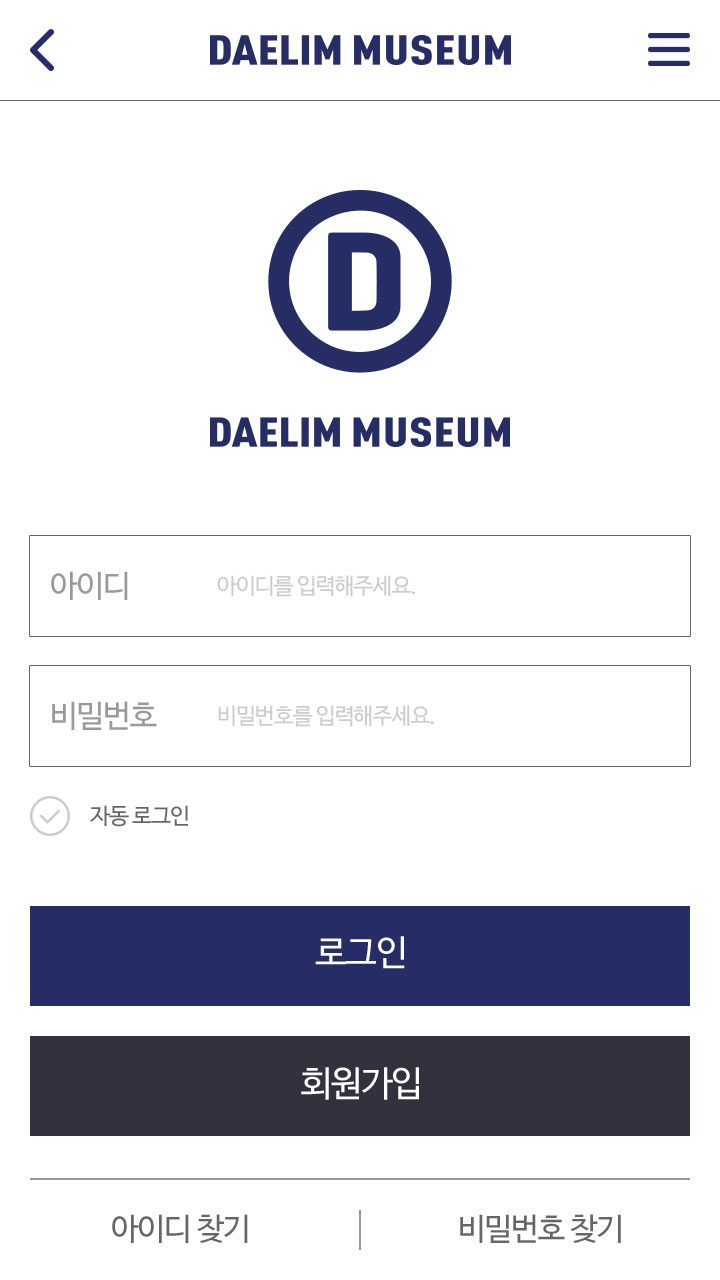 DAELIM MUSEUM
D
DAELIM MUSEUM
아이디 아이디를 입력해주세요.
비밀번호 비밀번호를 입력해주세요.
자동 로그인
로그인
회원가입
아이디 찾기 비밀번호 찾기